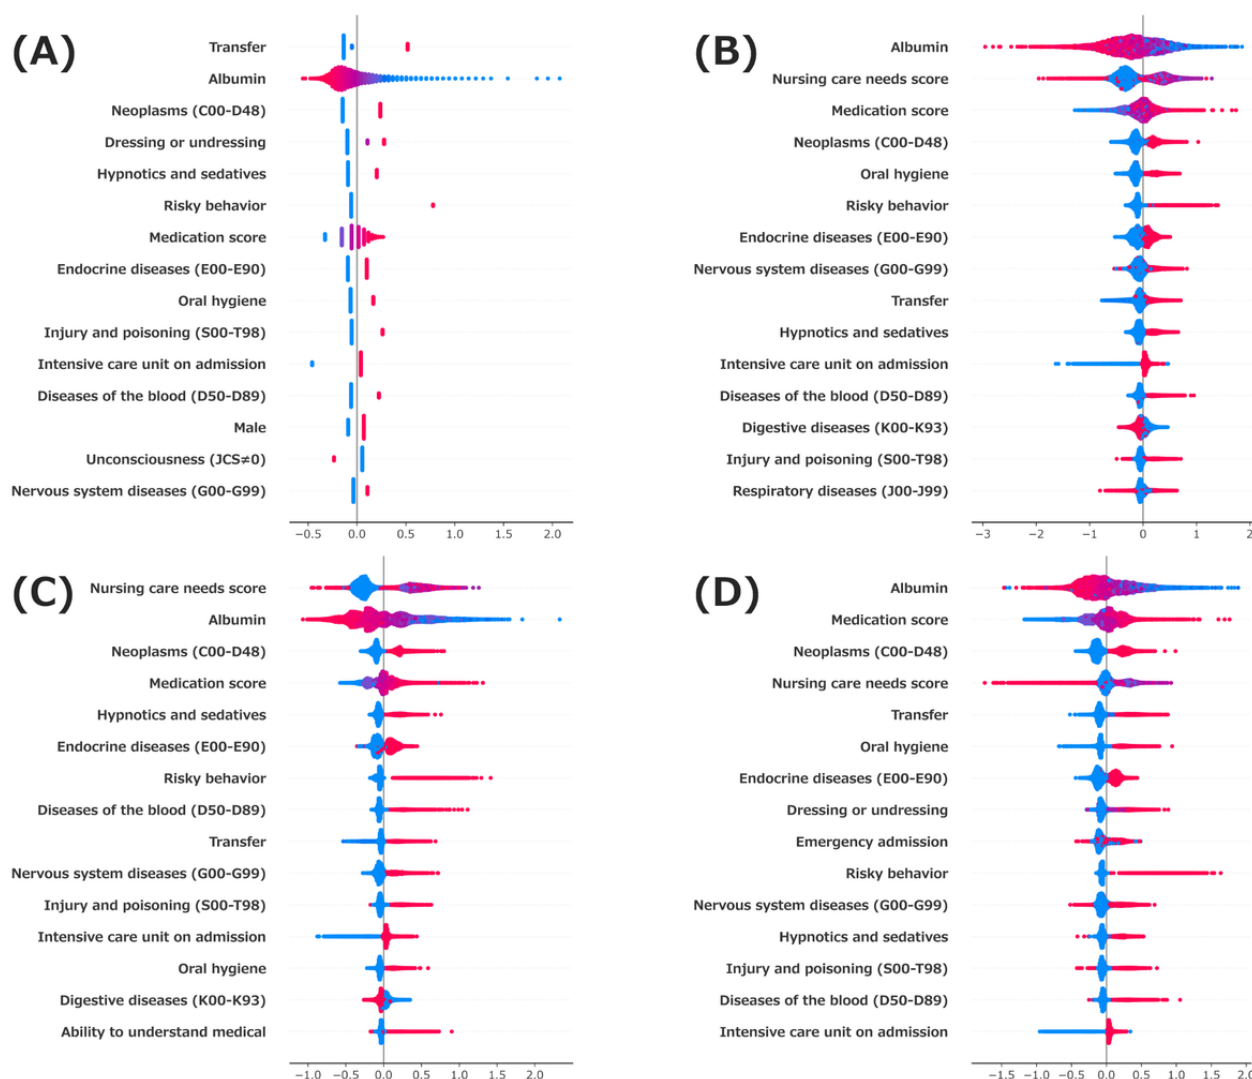 (A)
Transfer
Albumin
Neoplasms (C00-D48)
Dressing or undressing
Hypnotics and sedatives
Risky behavior
Medication score
Endocrine diseases (E00-E90)
Oral hygiene
Injury and poisoning (S00-T98)
Intensive care unit on admission
Diseases of the blood (D50-D89)
Male
Unconsciousness (JCS≠0)
Nervous system diseases (G00-G99)
−0.5 0.0 0.5 1.0 1.5 2.0
(B)
Albumin
Nursing care needs score
Medication score
Neoplasms (C00-D48)
Oral hygiene
Risky behavior
Endocrine diseases (E00-E90)
Nervous system diseases (G00-G99)
Transfer
Hypnotics and sedatives
Intensive care unit on admission
Diseases of the blood (D50-D89)
Digestive diseases (K00-K93)
Injury and poisoning (S00-T98)
Respiratory diseases (J00-J99)
−3 −2 −1 0 1 2
(C)
Nursing care needs score
Albumin
Neoplasms (C00-D48)
Medication score
Hypnotics and sedatives
Endocrine diseases (E00-E90)
Risky behavior
Diseases of the blood (D50-D89)
Transfer
Nervous system diseases (G00-G99)
Injury and poisoning (S00-T98)
Intensive care unit on admission
Oral hygiene
Digestive diseases (K00-K93)
Ability to understand medical
−1.0 −0.5 0.0 0.5 1.0 1.5 2.0
(D)
Albumin
Medication score
Neoplasms (C00-D48)
Nursing care needs score
Transfer
Oral hygiene
Endocrine diseases (E00-E90)
Dressing or undressing
Emergency admission
Risky behavior
Nervous system diseases (G00-G99)
Hypnotics and sedatives
Injury and poisoning (S00-T98)
Diseases of the blood (D50-D89)
Intensive care unit on admission
−1.5 −1.0 −0.5 0.0 0.5 1.0 1.5 2.0